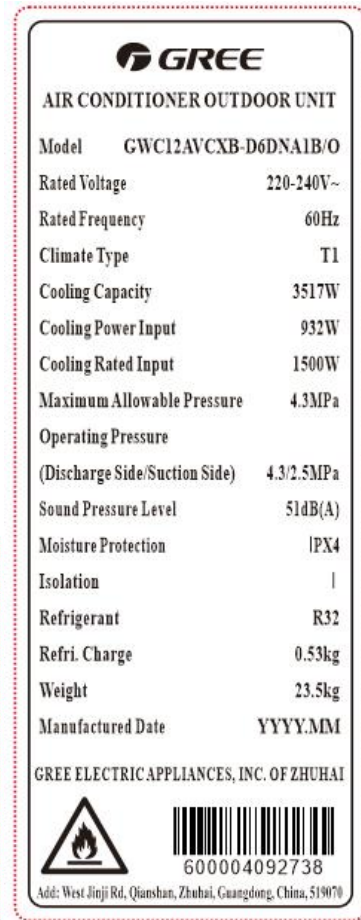 GREE
AIR CONDITIONER OUTDOOR UNIT
Model GWC12AVCXB-D6DNA1B/O
Rated Voltage 220-240V~
Rated Frequency 60Hz
Climate Type T1
Cooling Capacity 3517W
Cooling Power Input 932W
Cooling Rated Input 1500W
Maximum Allowable Pressure 4.3MPa
Operating Pressure
(Discharge Side/Suction Side) 4.3/2.5MPa
Sound Pressure Level 51dB(A)
Moisture Protection IPX4
Isolation I
Refrigerant R32
Refri. Charge 0.53kg
Weight 23.5kg
Manufactured Date YYYY.MM
GREE ELECTRIC APPLIANCES, INC. OF ZHUHAI
600004092738
Add: West Jinji Rd, Qianshan, Zhuhai, Guangdong, China, 519070